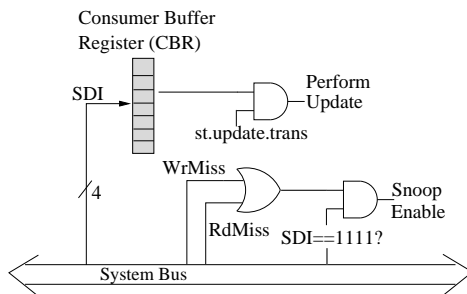 Consumer Buffer
Register (CBR)
SDI
Perform
Update
st.update.trans
WrMiss
4
Snoop
Enable
RdMiss
SDI==1111?
System Bus